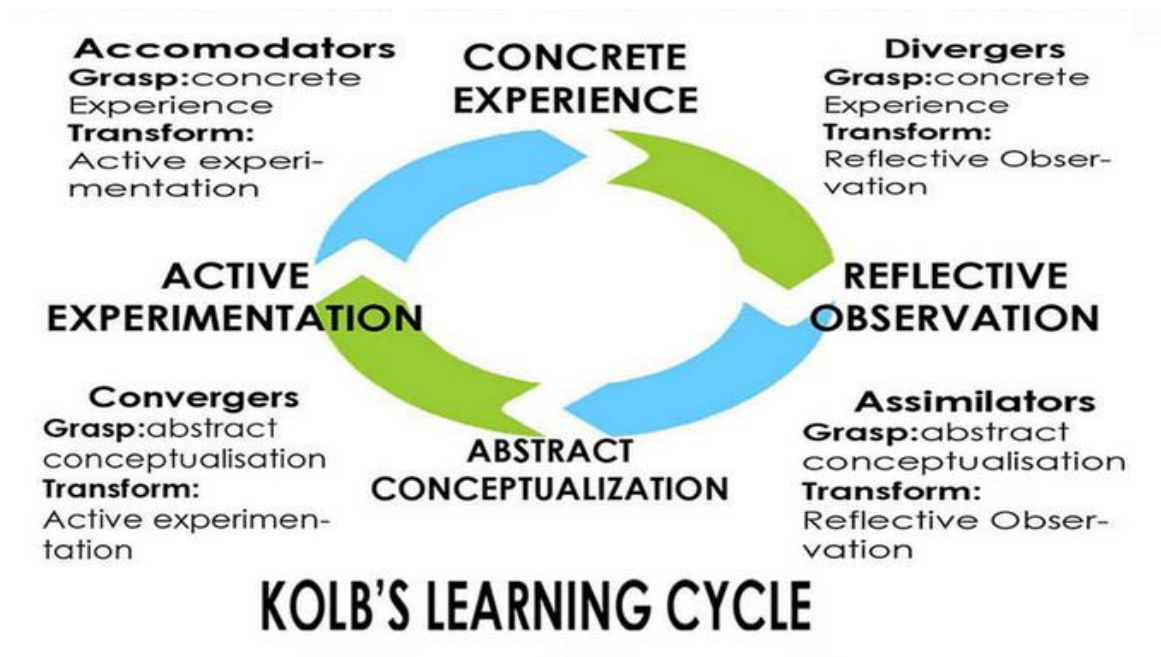 Accomodators
Grasp:concrete
Experience
Transform:
Active experi-
mentation
CONCRETE
EXPERIENCE
Divergers
Grasp:concrete
Experience
Transform:
Reflective Obser-
vation
ACTIVE
EXPERIMENTATION
REFLECTIVE
OBSERVATION
Convergers
Grasp:abstract
conceptualisation
Transform:
Active experimen-
tation
ABSTRACT
CONCEPTUALIZATION
Assimilators
Grasp:abstract
conceptualisation
Transform:
Reflective Obser-
vation
KOLB'S LEARNING CYCLE